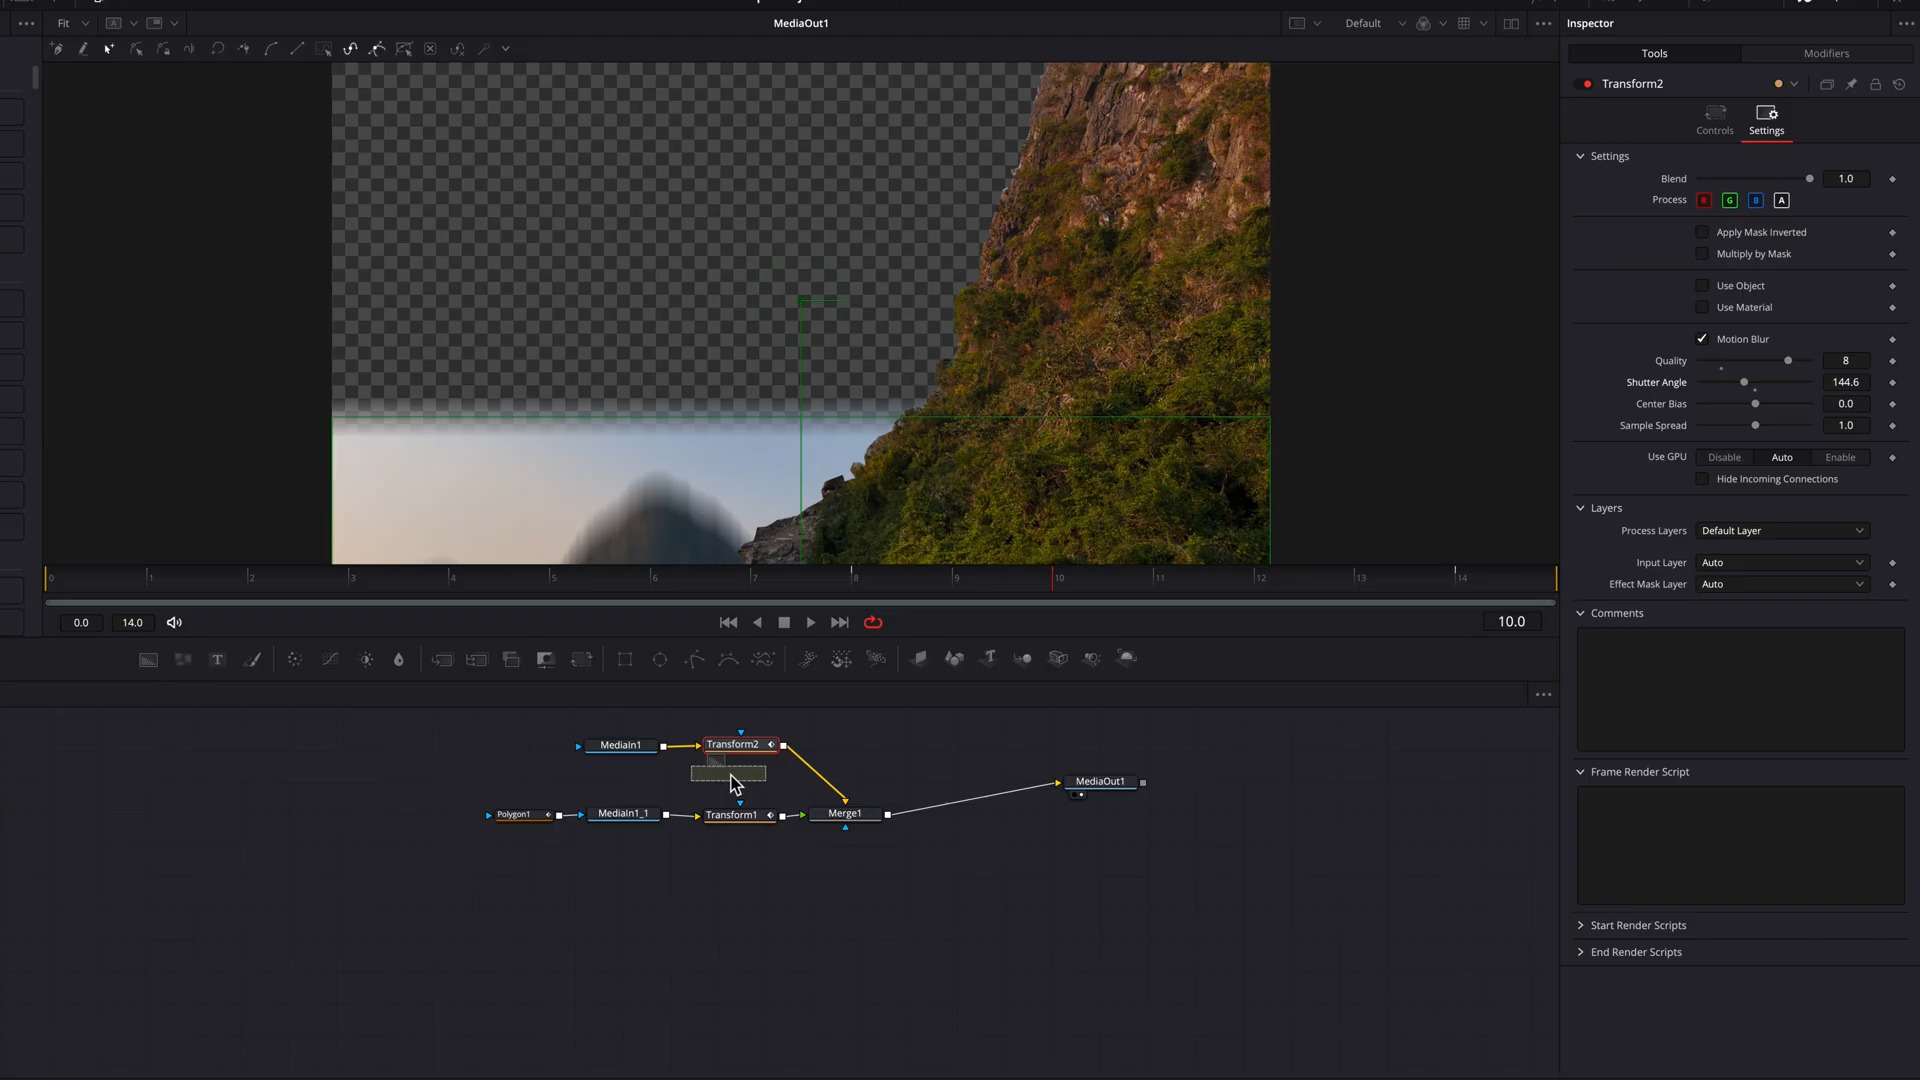 Fit
A
MediaOut1
Default
Inspector
Tools
Modifiers
Transform2
Controls
Settings
Settings
Blend
1.0
Process
R
G
B
A
Apply Mask Inverted
Multiply by Mask
Use Object
Use Material
Motion Blur
Quality
8
Shutter Angle
144.6
Center Bias
0.0
Sample Spread
1.0
Use GPU
Disable
Auto
Enable
Hide Incoming Connections
Layers
Process Layers
Default Layer
Input Layer
Auto
Effect Mask Layer
Auto
Comments
Frame Render Script
Start Render Scripts
End Render Scripts
0
1
2
3
4
5
6
7
8
9
10
11
12
13
14
0.0
14.0
10.0
T
MediaIn1
Transform2
Polygon1
MediaIn1_1
Transform1
Merge1
MediaOut1